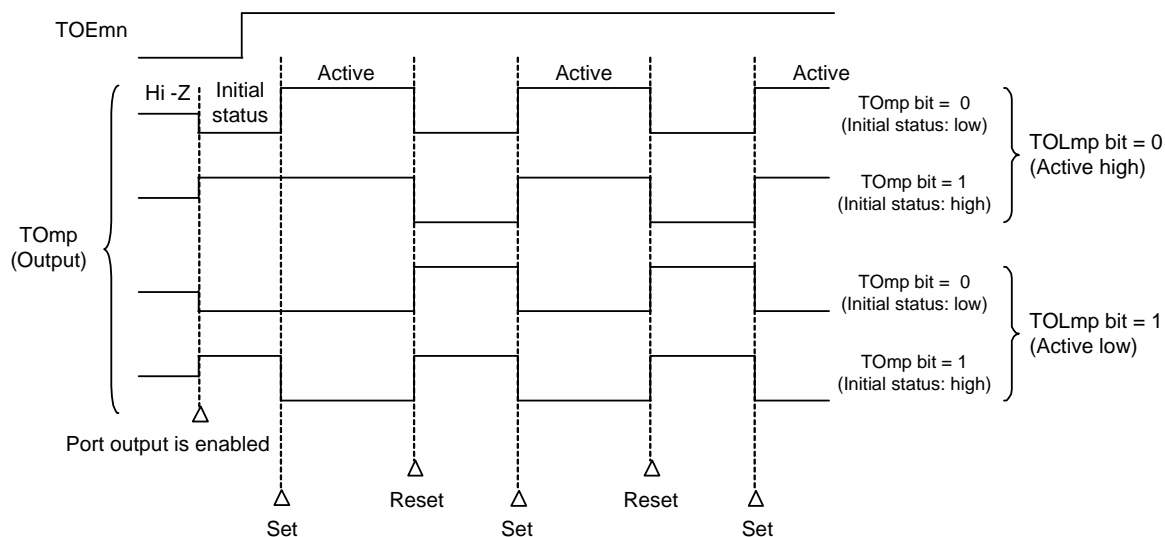 TOEmn
Active
Active
Active
Hi -Z
Initial
status
TOmp bit = 0
(Initial status: low)
TOLmp bit = 0
(Active high)
TOmp bit = 1
(Initial status: high)
TOmp
(Output)
TOmp bit = 0
(Initial status: low)
TOLmp bit = 1
(Active low)
TOmp bit = 1
(Initial status: high)
Port output is enabled
Reset
Reset
Set
Set
Set